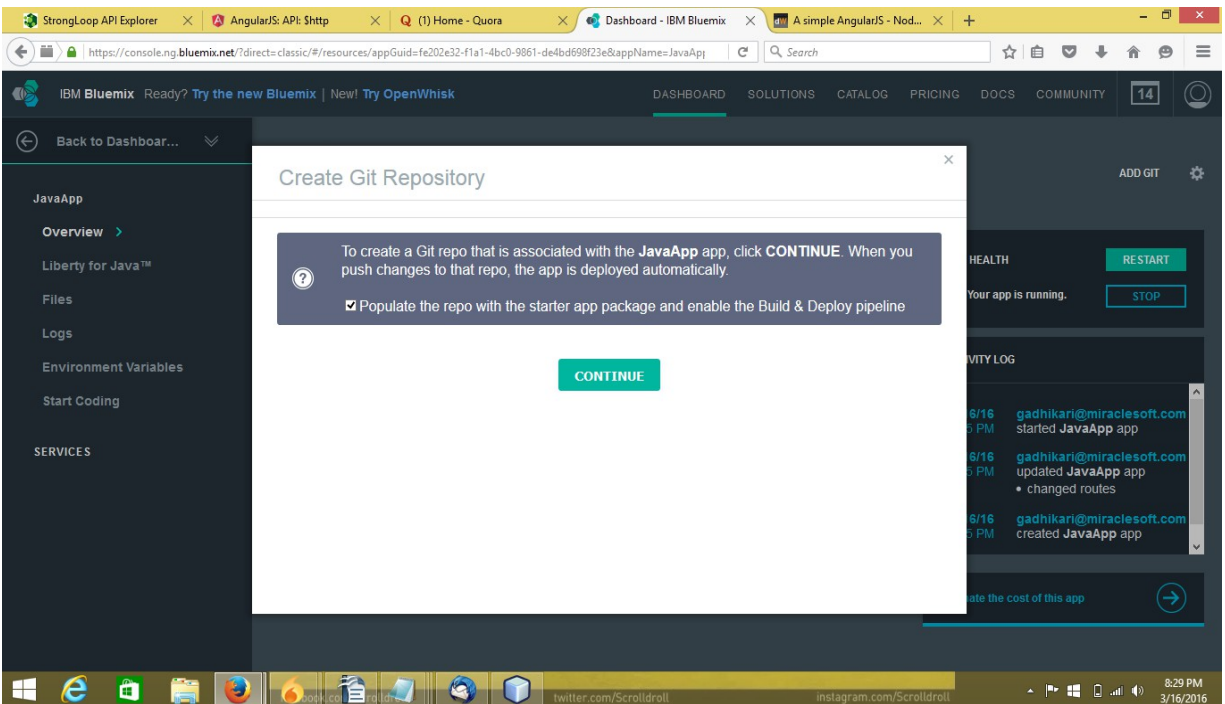 StrongLoop API Explorer
AngularJS: API: $http
(1) Home - Quora
Dashboard - IBM Bluemix
A simple AngularJS - Nod...
https://console.ng.bluemix.net/?direct=classic/#/resources/appGuid=fe202e32-f1a1-4bc0-9861-de4bd698f23e&appName=JavaApp
Search
IBM Bluemix Ready? Try the new Bluemix | New! Try OpenWhisk
DASHBOARD SOLUTIONS CATALOG PRICING DOCS COMMUNITY 14
Back to Dashboar...
ADD GIT
JavaApp
Overview >
Liberty for Java™
Files
Logs
Environment Variables
Start Coding
SERVICES
Create Git Repository
To create a Git repo that is associated with the JavaApp app, click CONTINUE. When you
push changes to that repo, the app is deployed automatically.
Populate the repo with the starter app package and enable the Build & Deploy pipeline
CONTINUE
HEALTH
RESTART
Your app is running.
STOP
VITY LOG
6/16 gadhikari@miraclesoft.com
5 PM started JavaApp app
6/16 gadhikari@miraclesoft.com
5 PM updated JavaApp app
• changed routes
6/16 gadhikari@miraclesoft.com
5 PM created JavaApp app
ate the cost of this app
twitter.com/Scrolldroll
instagram.com/Scrolldroll
8:29 PM
3/16/2016